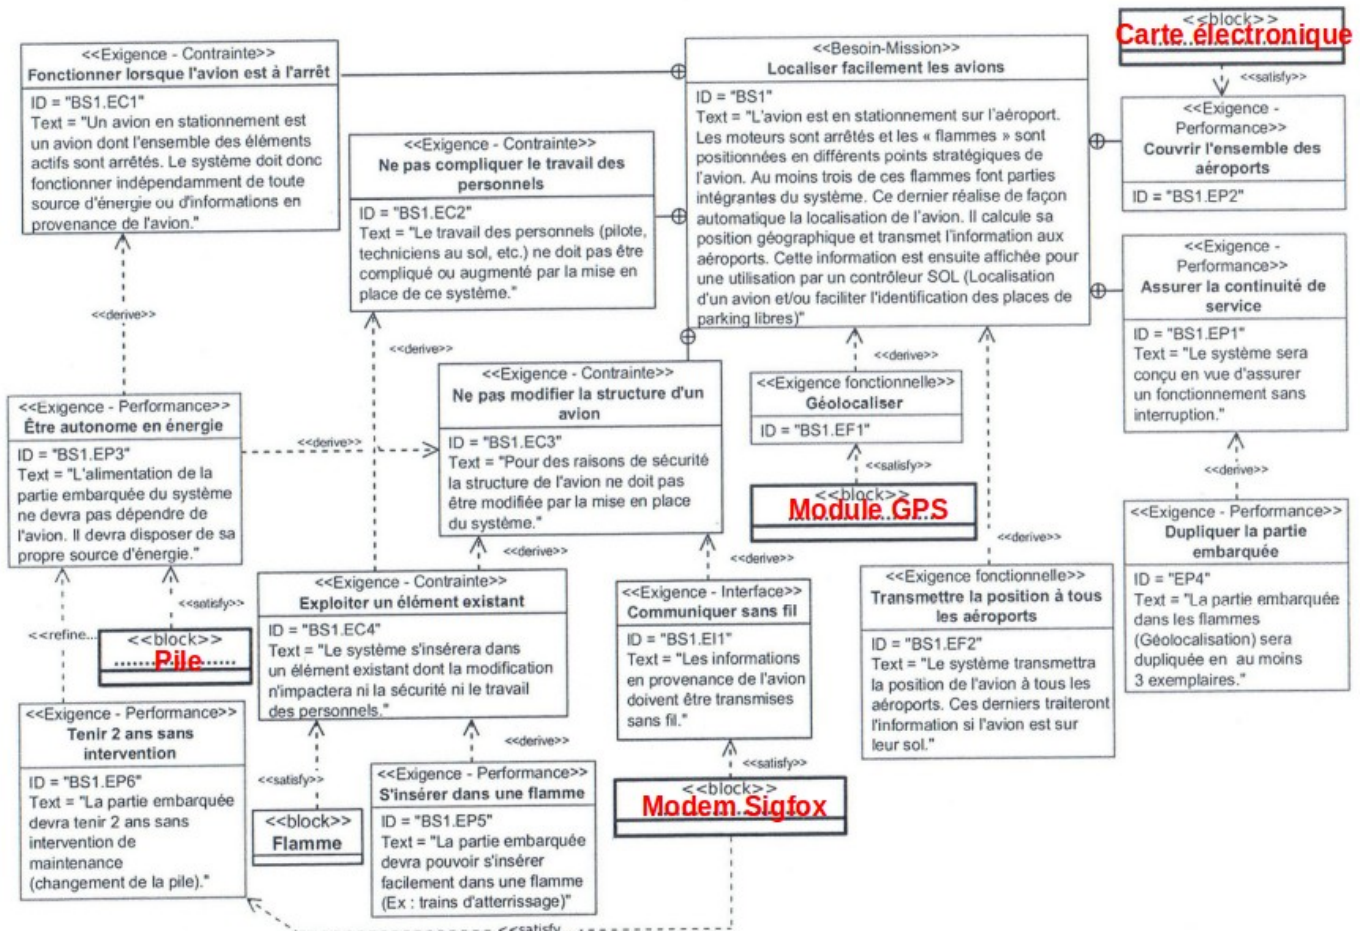 <<Exigence - Contrainte>>
Fonctionner lorsque l'avion est à l'arrêt
ID = "BS1.EC1"
Text = "Un avion en stationnement est
un avion dont l'ensemble des éléments
actifs sont arrêtés. Le système doit donc
fonctionner indépendamment de toute
source d'énergie ou d'informations en
provenance de l'avion."
<<Exigence - Contrainte>>
Ne pas compliquer le travail des
personnels
ID = "BS1.EC2"
Text = "Le travail des personnels (pilote,
techniciens au sol, etc.) ne doit pas être
compliqué ou augmenté par la mise en
place de ce système."
<<Besoin-Mission>>
Localiser facilement les avions
ID = "BS1"
Text = "L'avion est en stationnement sur l'aéroport.
Les moteurs sont arrêtés et les « flammes » sont
positionnées en différents points stratégiques de
l'avion. Au moins trois de ces flammes font parties
intégrantes du système. Ce dernier réalise de façon
automatique la localisation de l'avion. Il calcule sa
position géographique et transmet l'information aux
aéroports. Cette information est ensuite affichée pour
une utilisation par un contrôleur SOL (Localisation
d'un avion et/ou faciliter l'identification des places de
parking libres)"
<<block>>
Carte électronique
<<satisfy>>
<<Exigence -
Performance>>
Couvrir l'ensemble des
aéroports
ID = "BS1.EP2"
<<Exigence -
Performance>>
Assurer la continuité de
service
ID = "BS1.EP1"
Text = "Le système sera
conçu en vue d'assurer
un fonctionnement sans
interruption."
<<derive>>
<<derive>>
<<derive>>
<<derive>>
<<derive>>
<<Exigence - Performance>>
Être autonome en énergie
ID = "BS1.EP3"
Text = "L'alimentation de la
partie embarquée du système
ne devra pas dépendre de
l'avion. Il devra disposer de sa
propre source d'énergie."
<<Exigence - Contrainte>>
Ne pas modifier la structure d'un
avion
ID = "BS1.EC3"
Text = "Pour des raisons de sécurité
la structure de l'avion ne doit pas
être modifiée par la mise en place
du système."
<<Exigence fonctionnelle>>
Géolocaliser
ID = "BS1.EF1"
<<satisfy>>
<<block>>
Module GPS
<<derive>>
<<derive>>
<<derive>>
<<Exigence - Performance>>
Dupliquer la partie
embarquée
ID = "EP4"
Text = "La partie embarquée
dans les flammes
(Géolocalisation) sera
dupliquée en au moins
3 exemplaires."
<<refine...
<<satisfy>>
<<block>>
Pile
<<Exigence - Contrainte>>
Exploiter un élément existant
ID = "BS1.EC4"
Text = "Le système s'insérera dans
un élément existant dont la modification
n'impactera ni la sécurité ni le travail
des personnels."
<<Exigence - Interface>>
Communiquer sans fil
ID = "BS1.EI1"
Text = "Les informations
en provenance de l'avion
doivent être transmises
sans fil."
<<Exigence fonctionnelle>>
Transmettre la position à tous
les aéroports
ID = "BS1.EF2"
Text = "Le système transmettra
la position de l'avion à tous les
aéroports. Ces derniers traiteront
l'information si l'avion est sur
leur sol."
<<Exigence - Performance>>
Tenir 2 ans sans
intervention
ID = "BS1.EP6"
Text = "La partie embarquée
devra tenir 2 ans sans
intervention de
maintenance
(changement de la pile)."
<<satisfy>>
<<block>>
Flamme
<<derive>>
<<Exigence - Performance>>
S'insérer dans une flamme
ID = "BS1.EP5"
Text = "La partie embarquée
devra pouvoir s'insérer
facilement dans une flamme
(Ex : trains d'atterrissage)"
<<satisfy>>
<<block>>
Modem Sigfox
<<satisfy